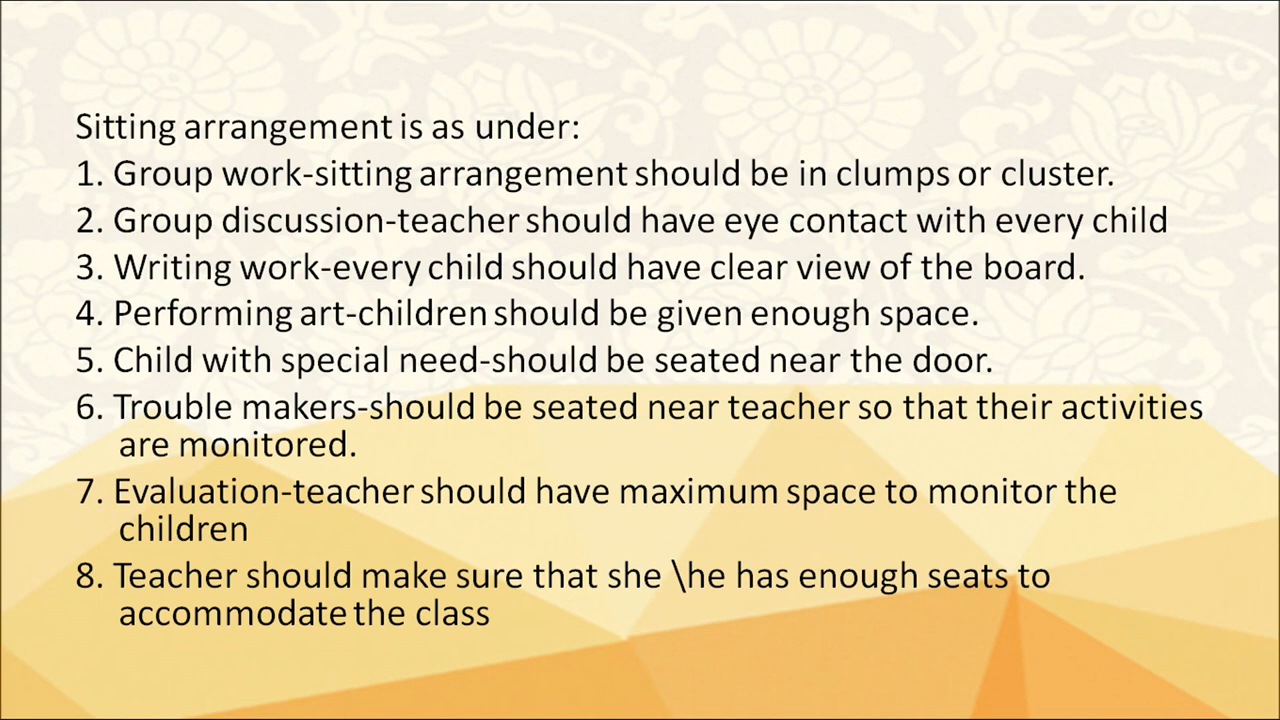 Sitting arrangement is as under:
1. Group work-sitting arrangement should be in clumps or cluster.
2. Group discussion-teacher should have eye contact with every child
3. Writing work-every child should have clear view of the board.
4. Performing art-children should be given enough space.
5. Child with special need-should be seated near the door.
6. Trouble makers-should be seated near teacher so that their activities
are monitored.
7. Evaluation-teacher should have maximum space to monitor the
children
8. Teacher should make sure that she \he has enough seats to
accommodate the class